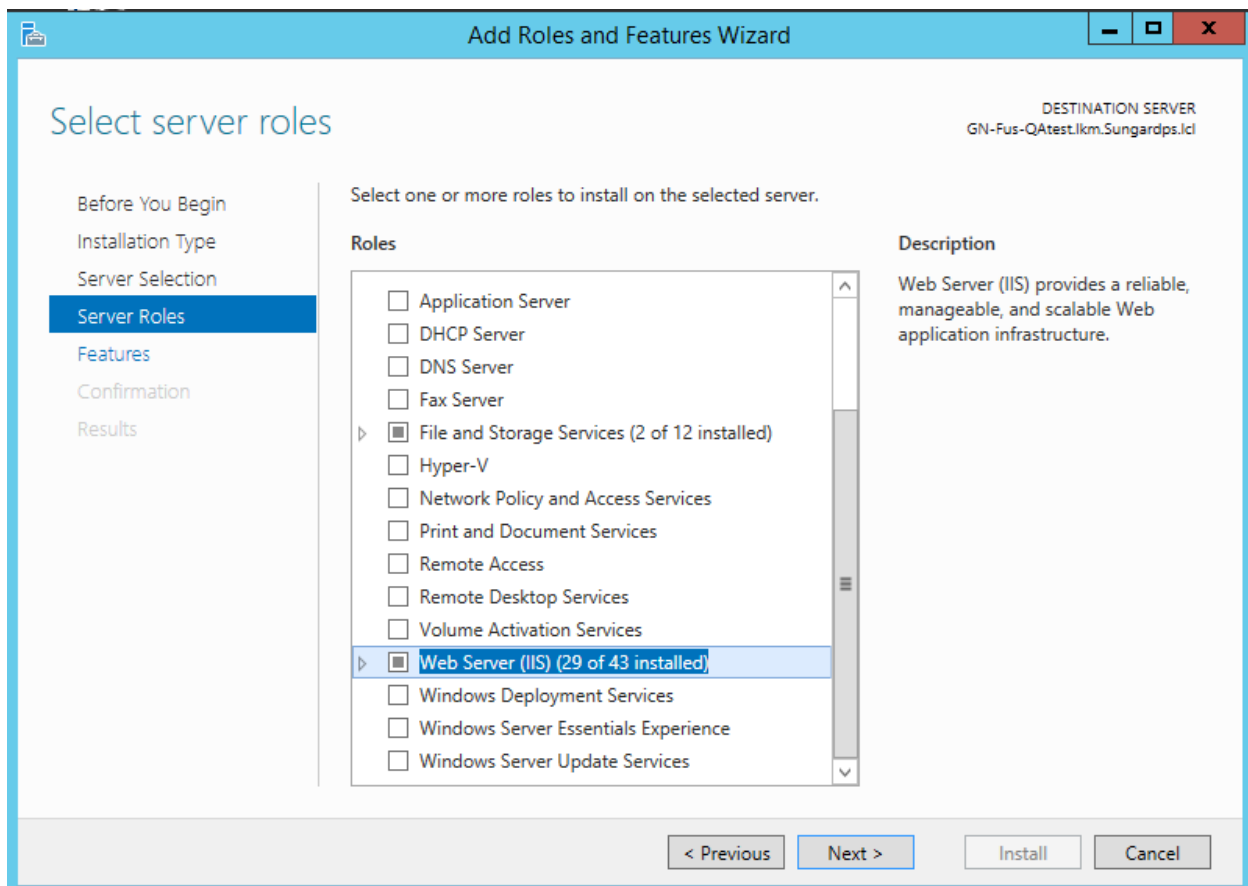 Add Roles and Features Wizard
Select server roles
DESTINATION SERVER
GN-Fus-QAtest.lkm.Sungardps.lcl
Before You Begin
Installation Type
Server Selection
Server Roles
Features
Confirmation
Results
Select one or more roles to install on the selected server.
Roles
Application Server
DHCP Server
DNS Server
Fax Server
File and Storage Services (2 of 12 installed)
Hyper-V
Network Policy and Access Services
Print and Document Services
Remote Access
Remote Desktop Services
Volume Activation Services
Web Server (IIS) (29 of 43 installed)
Windows Deployment Services
Windows Server Essentials Experience
Windows Server Update Services
Description
Web Server (IIS) provides a reliable,
manageable, and scalable Web
application infrastructure.
< Previous
Next >
Install
Cancel